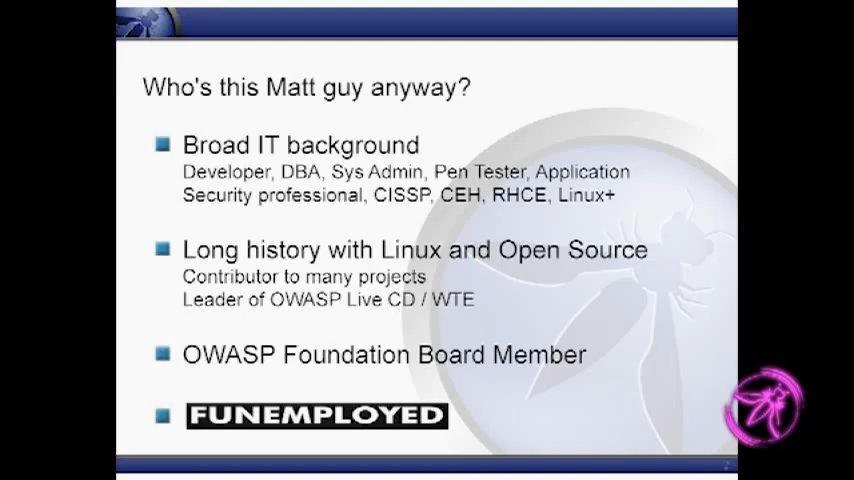 Who's this Matt guy anyway?
Broad IT background
Developer, DBA, Sys Admin, Pen Tester, Application
Security professional, CISSP, CEH, RHCE, Linux+
Long history with Linux and Open Source
Contributor to many projects
Leader of OWASP Live CD / WTE
OWASP Foundation Board Member
FUNEMPLOYED